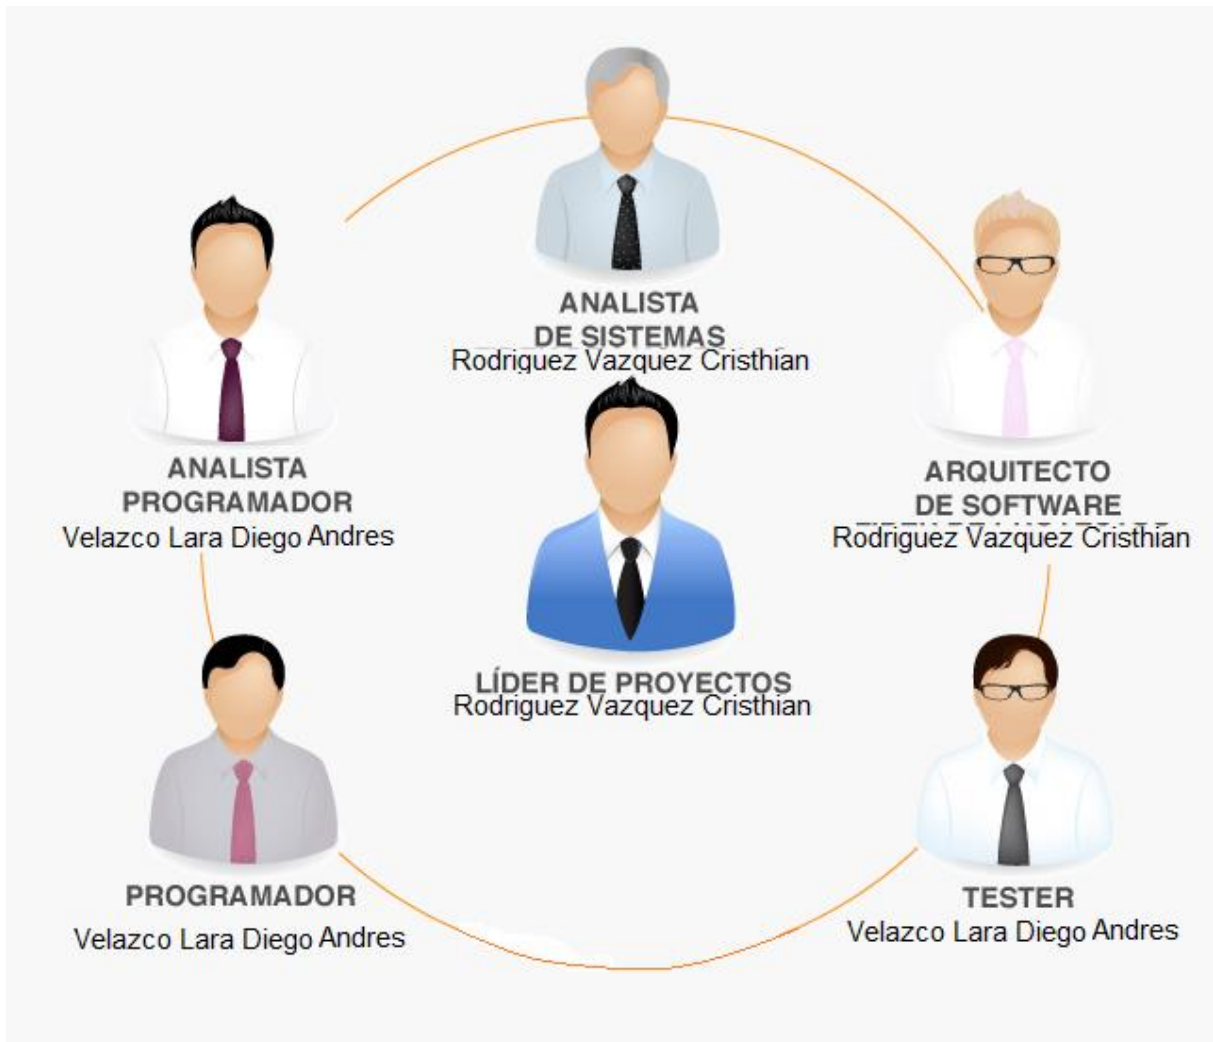 ANALISTA
DE SISTEMAS
Rodriguez Vazquez Cristhian
ANALISTA
PROGRAMADOR
Velazco Lara Diego Andres
ARQUITECTO
DE SOFTWARE
Rodriguez Vazquez Cristhian
LÍDER DE PROYECTOS
Rodriguez Vazquez Cristhian
PROGRAMADOR
Velazco Lara Diego Andres
TESTER
Velazco Lara Diego Andres